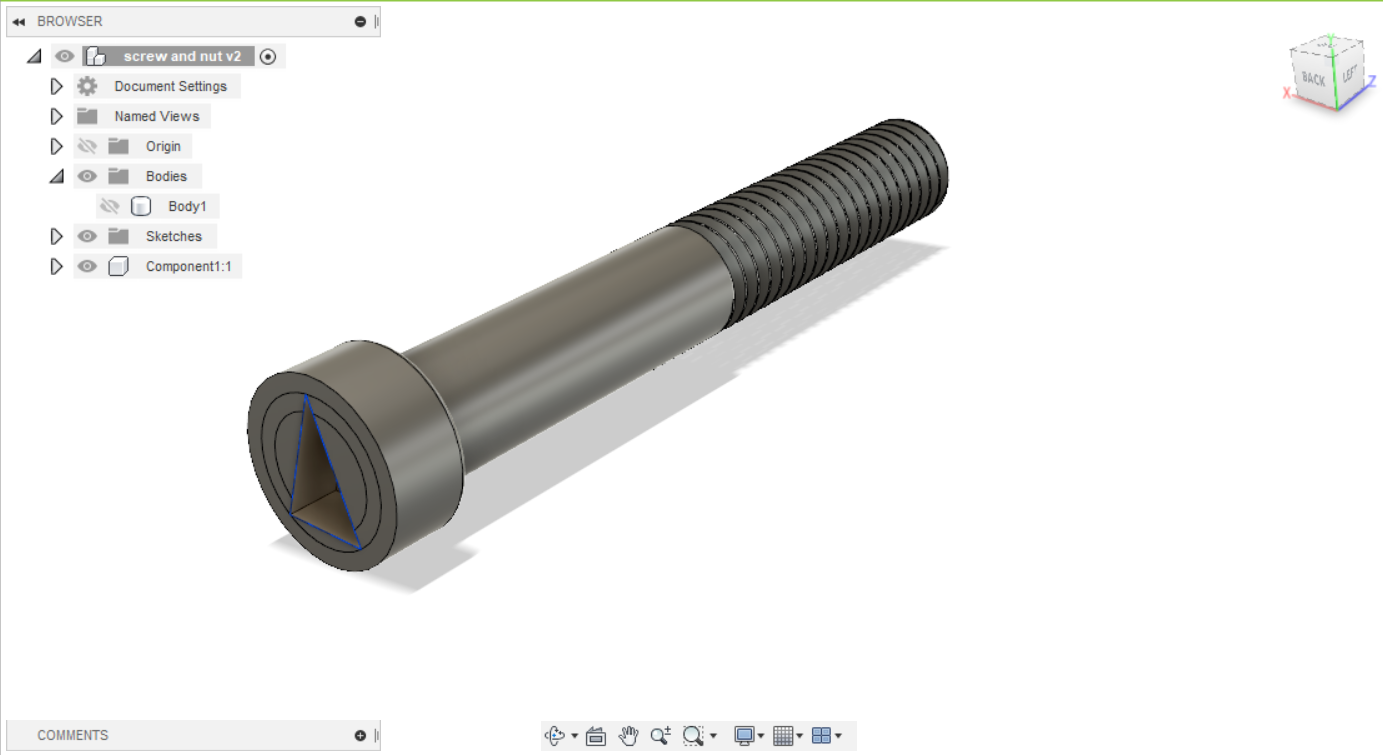 BROWSER
screw and nut v2
Document Settings
Named Views
Origin
Bodies
Body1
Sketches
Component1:1
COMMENTS
BACK
LEFT
X
Y
Z